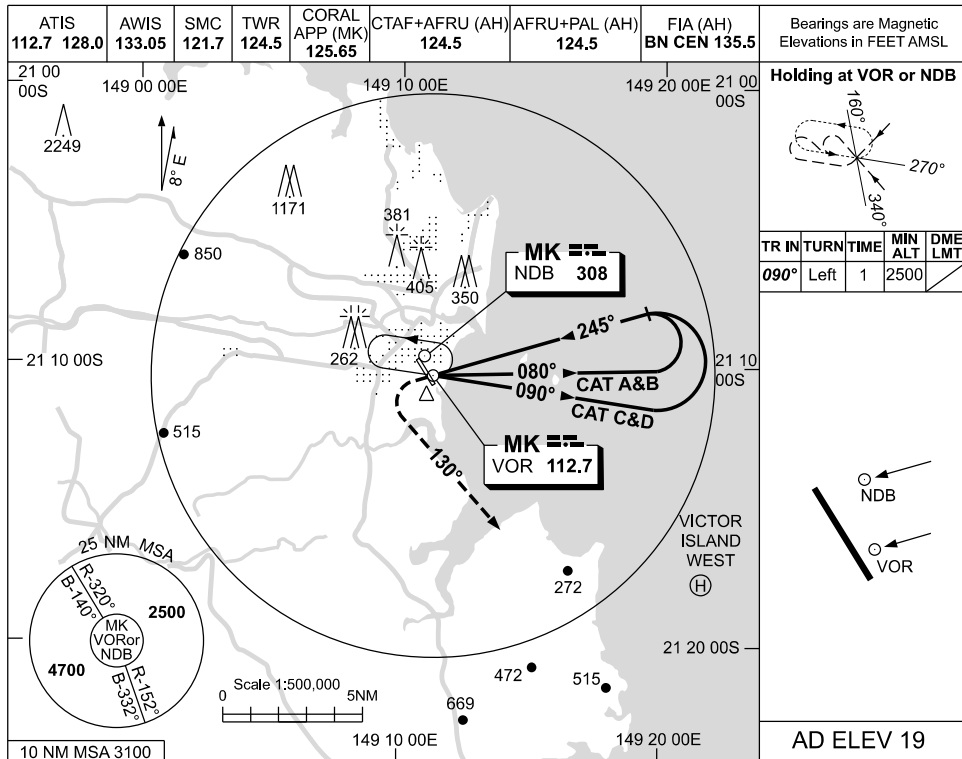 ATIS
112.7 128.0
AWIS
133.05
SMC
121.7
TWR
124.5
CORAL
APP (MK)
125.65
CTAF+AFRU (AH)
124.5
AFRU+PAL (AH)
124.5
FIA (AH)
BN CEN 135.5
Bearings are Magnetic
Elevations in FEET AMSL
21 00
00S
149 00 00E
149 10 00E
149 20 00E
21 00
00S
2249
8° E
1171
381
405
350
850
MK
NDB 308
262
245°
080°
CAT A&B
090°
CAT C&D
21 10 00S
21 10
00S
515
130°
MK
VOR 112.7
VICTOR
ISLAND
WEST
H
272
25 NM MSA
R-320°
B-140°
2500
MK
VORor
NDB
4700
R-152°
B-332°
21 20 00S
472
515
669
Scale 1:500,000
0 5NM
149 10 00E
149 20 00E
10 NM MSA 3100
Holding at VOR or NDB
160°
270°
340°
TR IN TURN TIME MIN ALT DME LMT
090° Left 1 2500
NDB
VOR
AD ELEV 19